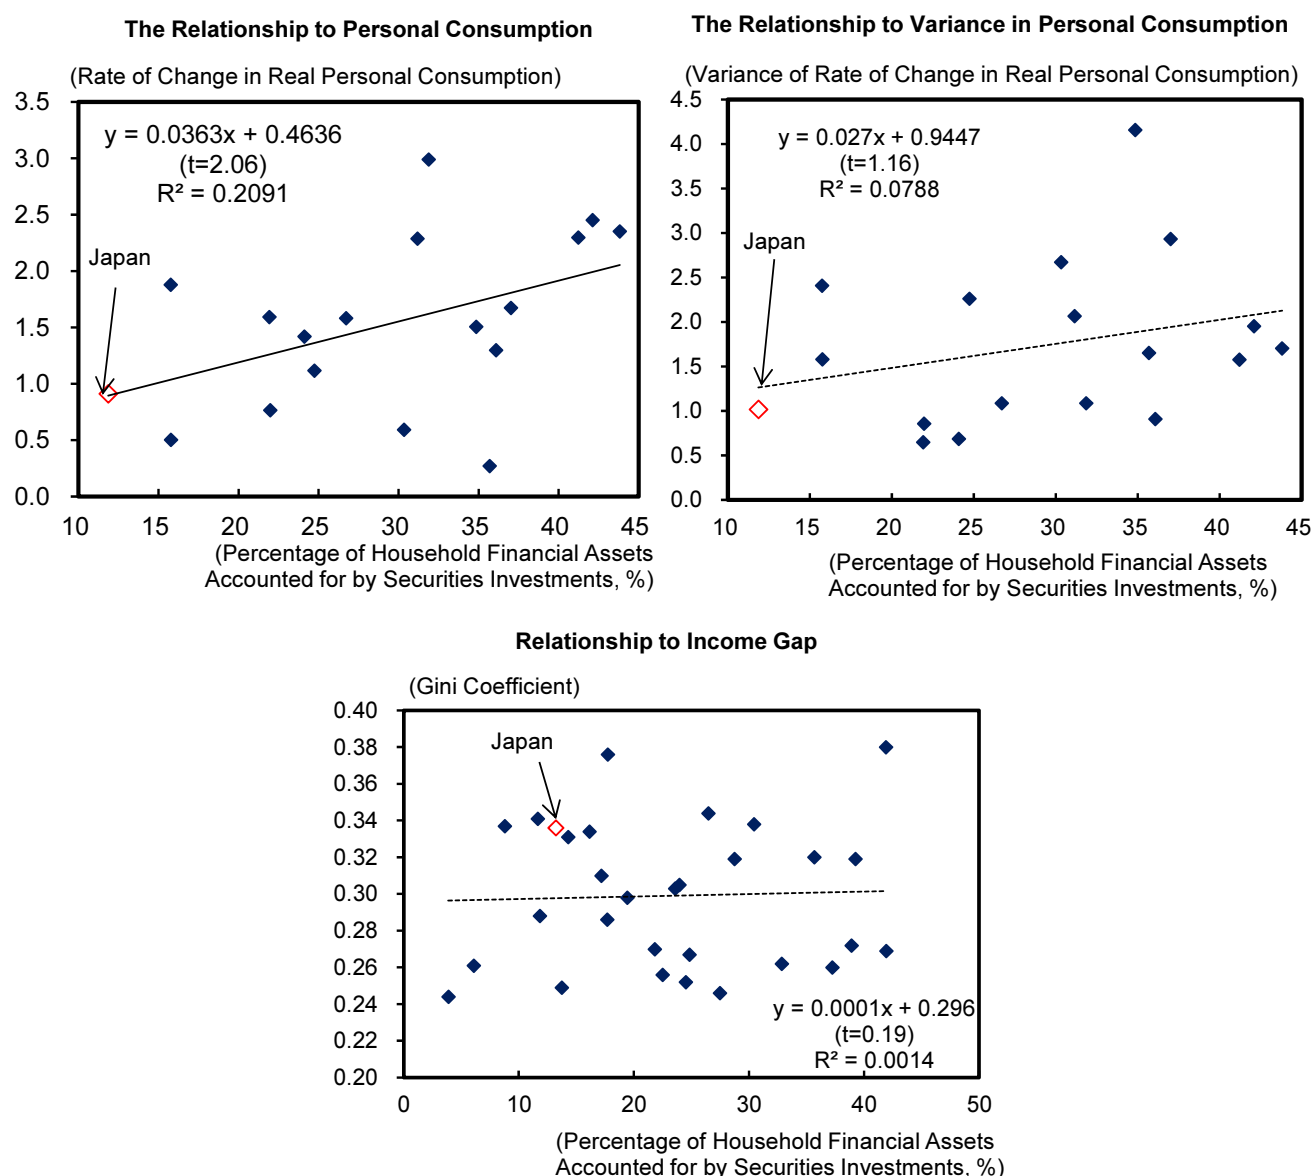 The Relationship to Personal Consumption
(Rate of Change in Real Personal Consumption)
3.5
3.0
2.5
2.0
1.5
1.0
0.5
0.0
y = 0.0363x + 0.4636
(t=2.06)
R² = 0.2091
Japan
10 15 20 25 30 35 40 45
(Percentage of Household Financial Assets
Accounted for by Securities Investments, %)
The Relationship to Variance in Personal Consumption
(Variance of Rate of Change in Real Personal Consumption)
4.5
4.0
3.5
3.0
2.5
2.0
1.5
1.0
0.5
0.0
y = 0.027x + 0.9447
(t=1.16)
R² = 0.0788
Japan
10 15 20 25 30 35 40 45
(Percentage of Household Financial Assets
Accounted for by Securities Investments, %)
Relationship to Income Gap
(Gini Coefficient)
0.40
0.38
0.36
0.34
0.32
0.30
0.28
0.26
0.24
0.22
0.20
Japan
y = 0.0001x + 0.296
(t=0.19)
R² = 0.0014
0 10 20 30 40 50
(Percentage of Household Financial Assets
Accounted for by Securities Investments, %)